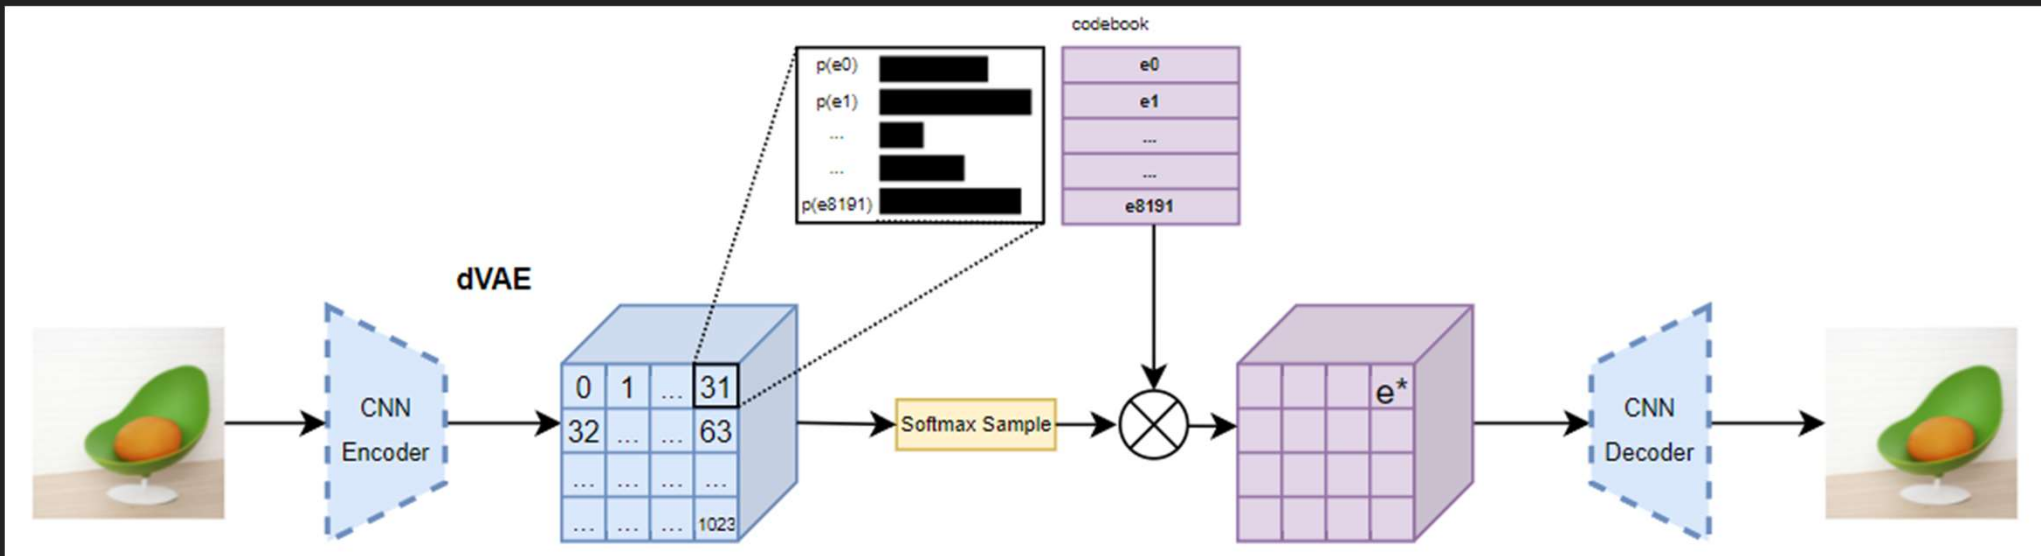 codebook
p(e0)
p(e1)
...
...
p(e8191)
e0
e1
...
...
e8191
dVAE
CNN
Encoder
0 1 ... 31
32 ... ... 63
... ... ... ...
... ... ... 1023
Softmax Sample
e*
CNN
Decoder